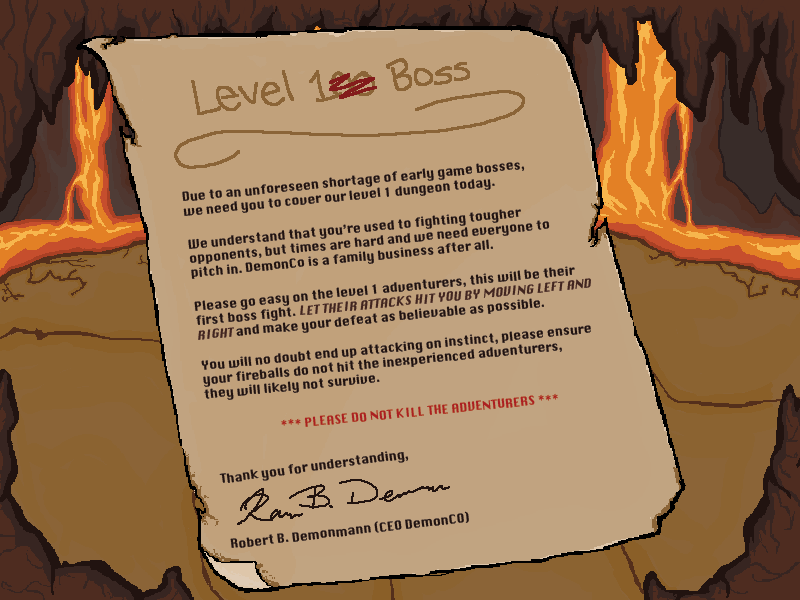 Level 1 Boss
Due to an unforeseen shortage of early game bosses,
we need you to cover our level 1 dungeon today.
We understand that you're used to fighting tougher
opponents, but times are hard and we need everyone to
pitch in. DemonCo is a family business after all.
Please go easy on the level 1 adventurers, this will be their
first boss fight. LET THEIR ATTACKS HIT YOU BY MOVING LEFT AND
RIGHT and make your defeat as believable as possible.
You will no doubt end up attacking on instinct, please ensure
your fireballs do not hit the inexperienced adventurers,
they will likely not survive.
*** PLEASE DO NOT KILL THE ADVENTURERS ***
Thank you for understanding,
B. Demon
Robert B. Demonmann (CEO DemonCO)